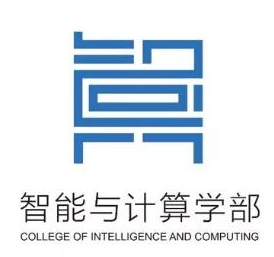 智能与计算学部
COLLEGE OF INTELLIGENCE AND COMPUTING